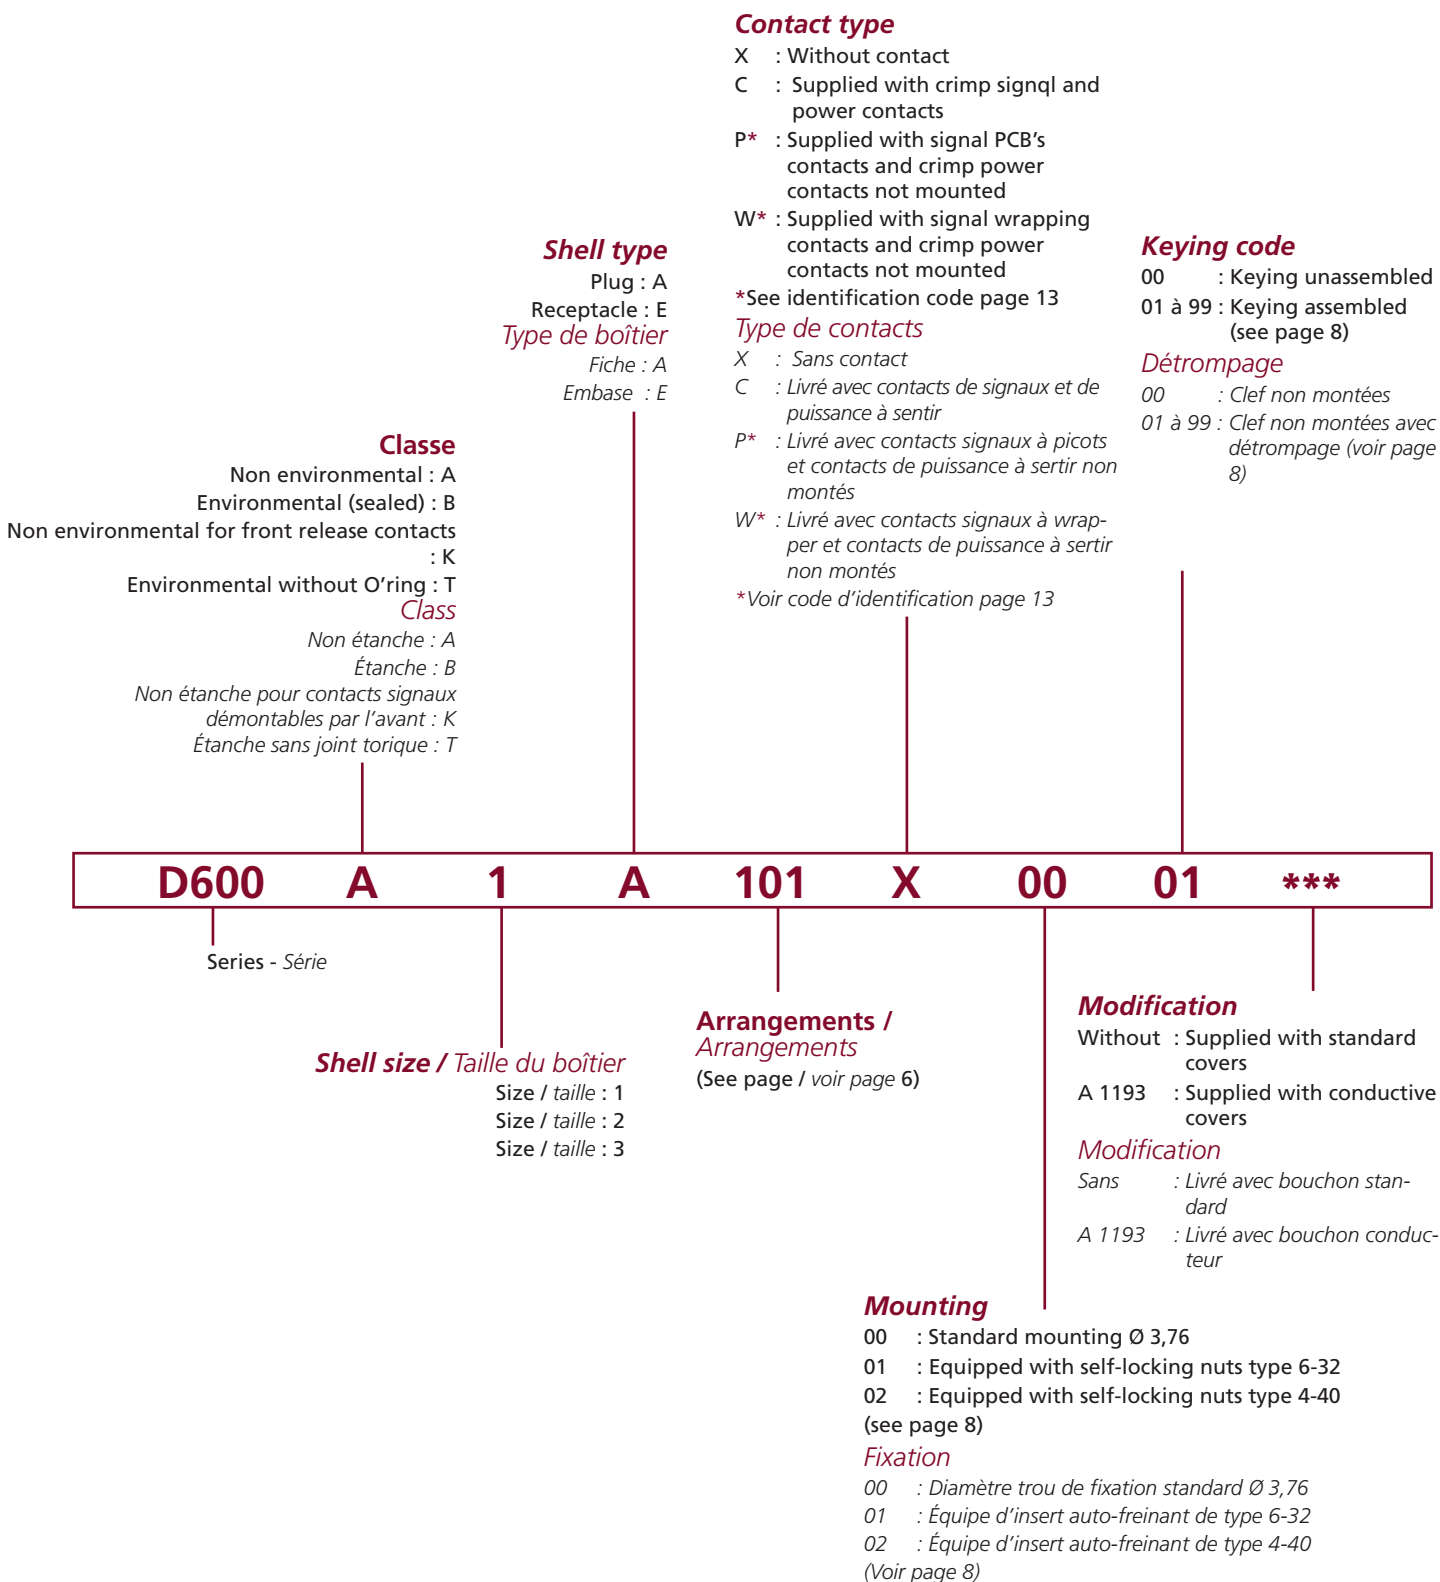 Contact type
X : Without contact
C : Supplied with crimp signql and
power contacts
P* : Supplied with signal PCB’s
contacts and crimp power
contacts not mounted
W* : Supplied with signal wrapping
contacts and crimp power
contacts not mounted
*See identification code page 13
Type de contacts
X : Sans contact
C : Livré avec contacts de signaux et de
puissance à sentir
P* : Livré avec contacts signaux à picots
et contacts de puissance à sertir non
montés
W* : Livré avec contacts signaux à wrap-
per et contacts de puissance à sertir
non montés
*Voir code d’identification page 13
Shell type
Plug : A
Receptacle : E
Type de boîtier
Fiche : A
Embase : E
Keying code
00 : Keying unassembled
01 à 99 : Keying assembled
(see page 8)
Détrompage
00 : Clef non montées
01 à 99 : Clef non montées avec
détrompage (voir page
8)
Classe
Non environmental : A
Environmental (sealed) : B
Non environmental for front release contacts
: K
Environmental without O’ring : T
Class
Non étanche : A
Étanche : B
Non étanche pour contacts signaux
démontables par l’avant : K
Étanche sans joint torique : T
D600 A 1 A 101 X 00 01 ***
Series - Série
Shell size / Taille du boîtier
Size / taille : 1
Size / taille : 2
Size / taille : 3
Arrangements /
Arrangements
(See page / voir page 6)
Modification
Without : Supplied with standard
covers
A 1193 : Supplied with conductive
covers
Modification
Sans : Livré avec bouchon stan-
dard
A 1193 : Livré avec bouchon conduc-
teur
Mounting
00 : Standard mounting Ø 3,76
01 : Equipped with self-locking nuts type 6-32
02 : Equipped with self-locking nuts type 4-40
(see page 8)
Fixation
00 : Diamètre trou de fixation standard Ø 3,76
01 : Équipe d’insert auto-freinant de type 6-32
02 : Équipe d’insert auto-freinant de type 4-40
(Voir page 8)